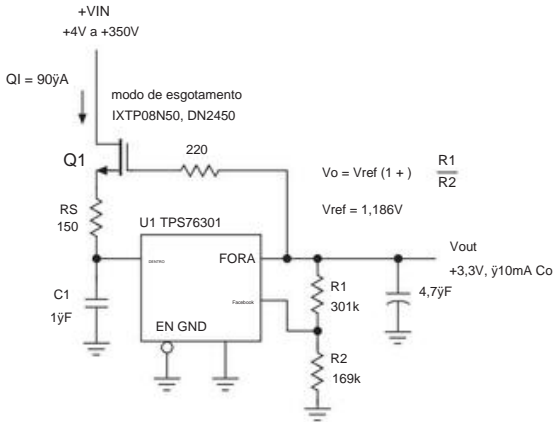 +VIN
+4V a +350V
QI = 90ÿA
modo de esgotamento
IXTP08N50, DN2450
Q1
220
Vo = Vref (1 + )
R1
R2
Vref = 1,186V
RS
150
U1 TPS76301
DENTRO
FORA
Vout
+3,3V, ÿ10mA Co
C1
1ÿF
Facebook
R1
301k
4,7ÿF
EN GND
R2
169k